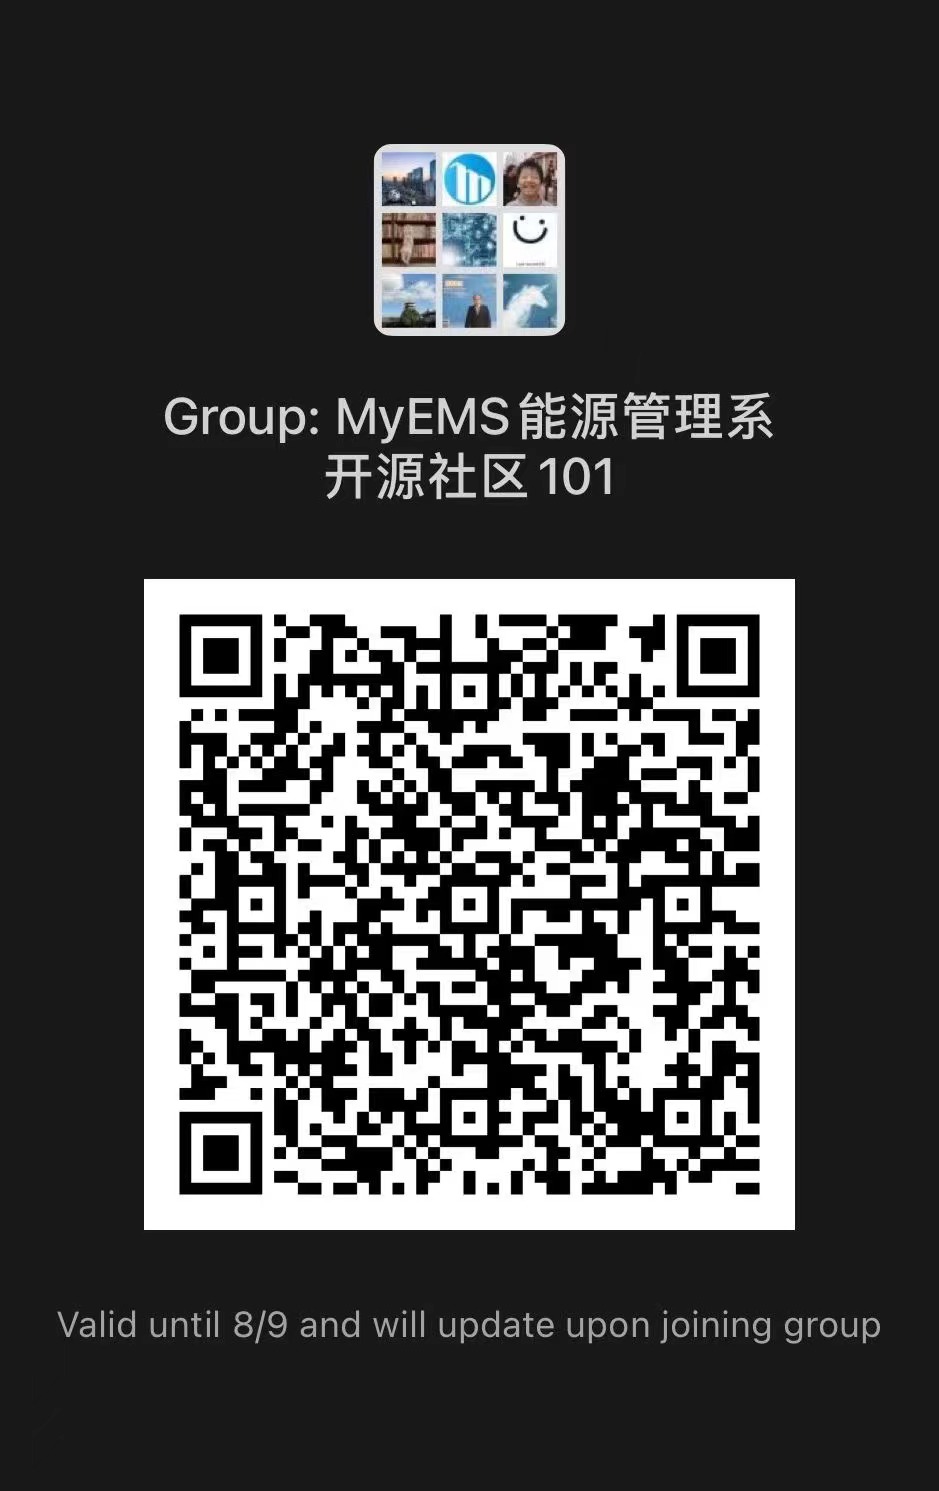 Group: MyEMS能源管理系
开源社区101
Valid until 8/9 and will update upon joining group